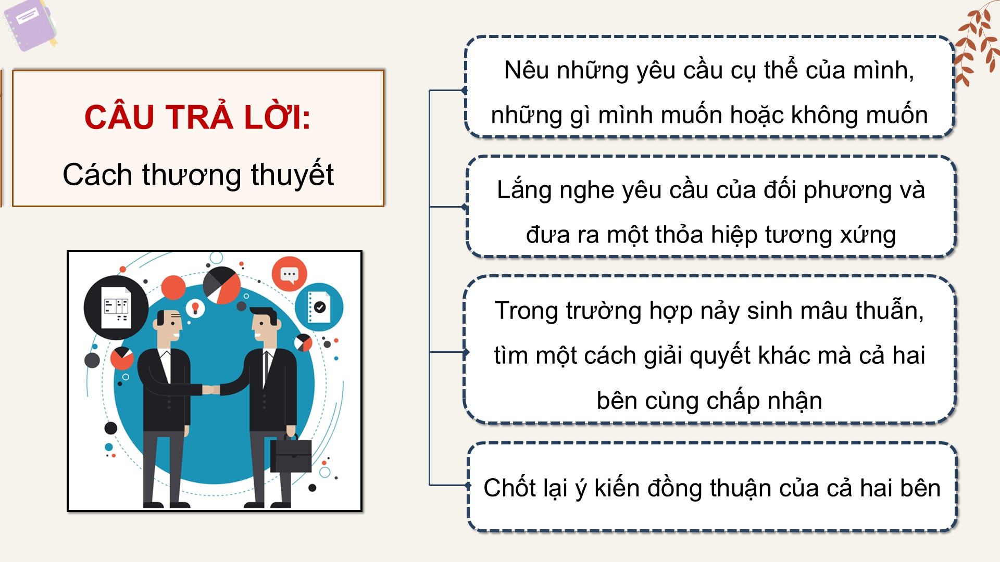 CÂU TRẢ LỜI:
Cách thương thuyết
Nêu những yêu cầu cụ thể của mình,
những gì mình muốn hoặc không muốn
Lắng nghe yêu cầu của đối phương và
đưa ra một thỏa hiệp tương xứng
Trong trường hợp nảy sinh mâu thuẫn,
tìm một cách giải quyết khác mà cả hai
bên cùng chấp nhận
Chốt lại ý kiến đồng thuận của cả hai bên